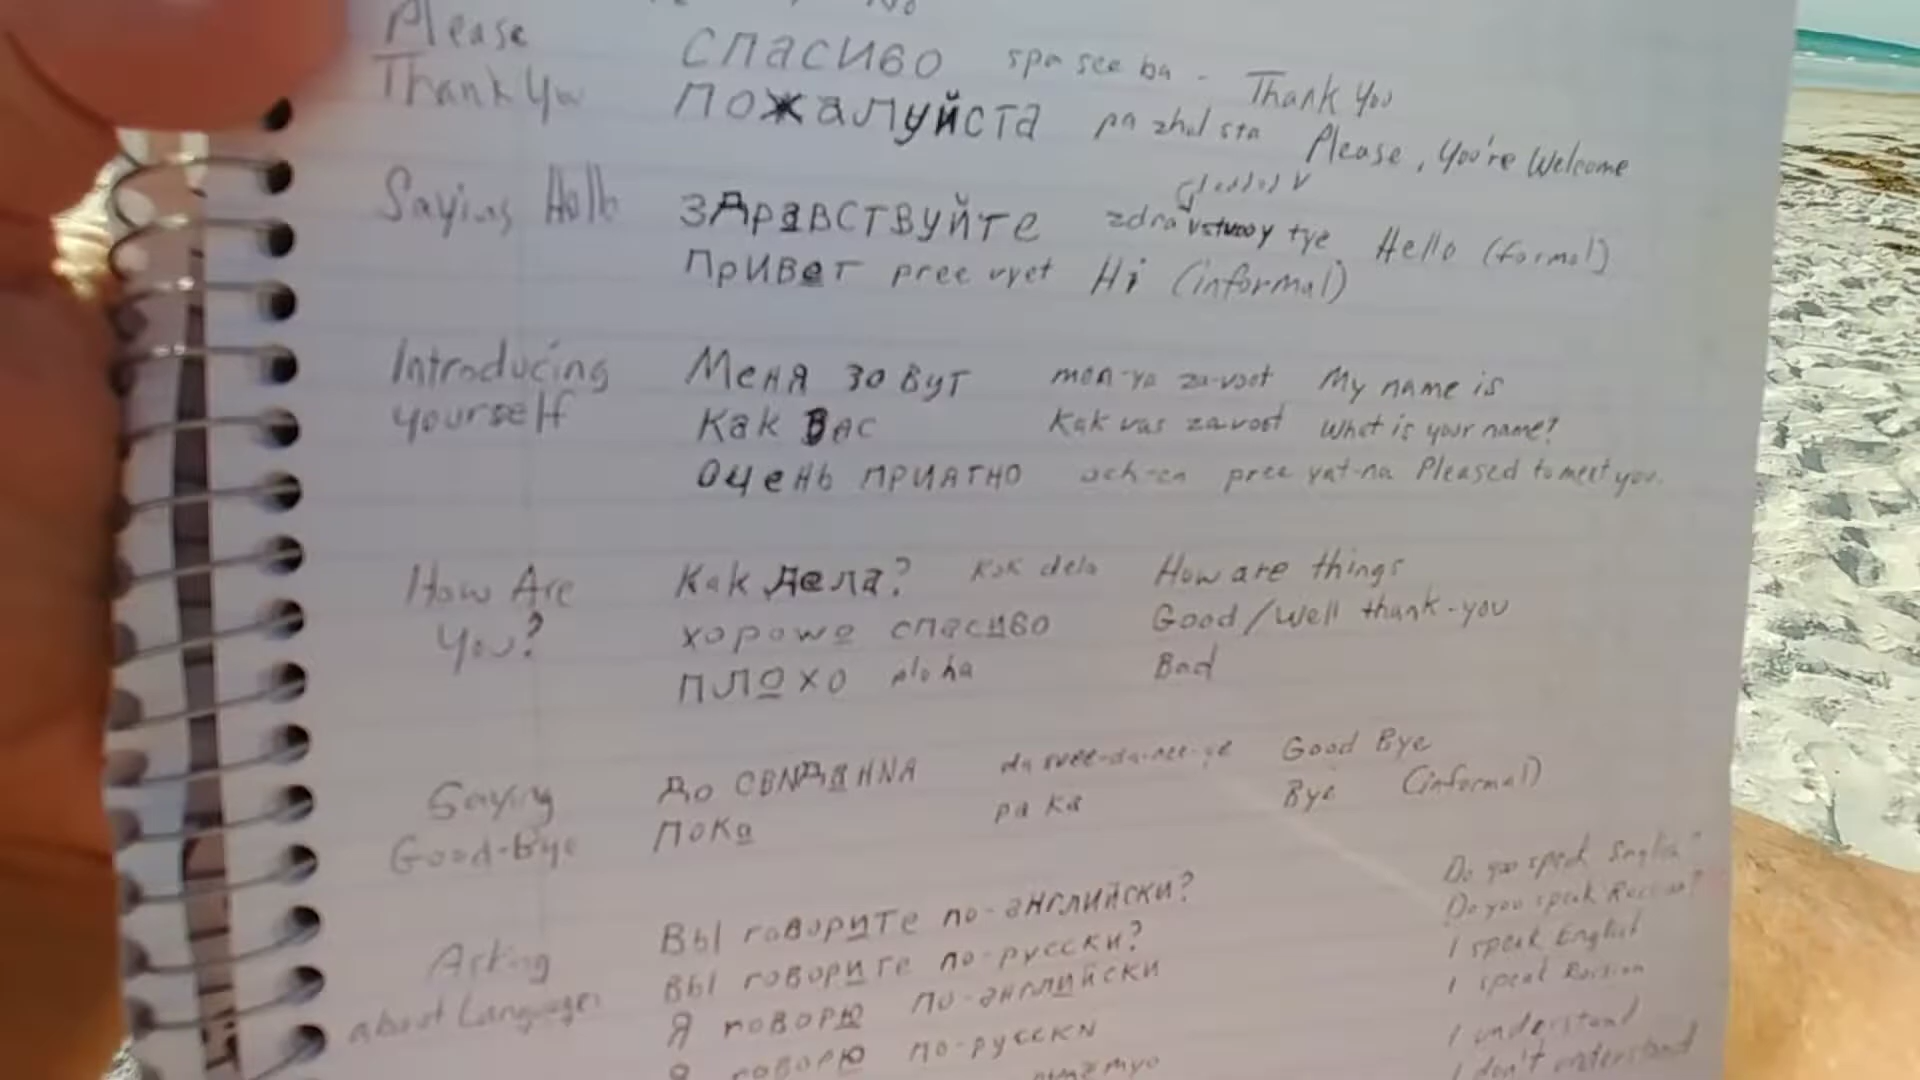 No
Please СПАСИБО spa see ba - Thank You
Thank You ПОЖАЛУЙСТА pa zhal sta Please, You're Welcome
Saying Hello ЗДРАВСТВУЙТЕ zdra vstvooy tye Hello (formal)
Привет pree vyet Hi (informal)
Introducing Меня зовут men-ya za-voot My name is
yourself Как Вас Kak vas za-voot What is your name?
Очень приятно och-en pree yat-na Pleased to meet you.
How Are Как дела? Kak dela How are things
You? хорошо спасибо Good/Well thank-you
плохо ploha Bad
Saying До свидания da svee-da-nee-ye Good Bye
Good-Bye Пока pa ka Bye (informal)
Asking Вы говорите по-английски? Do you speak English?
about Languages Вы говорите по-русски? Do you speak Russian?
Я говорю по-английски I speak English
Я говорю по-русски I speak Russian
I understand
I don't understand